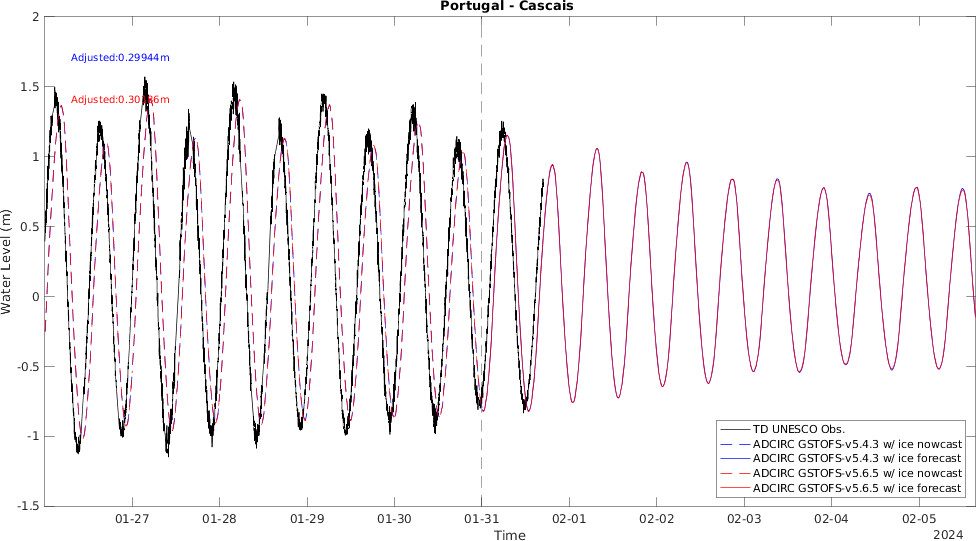 Portugal - Cascais
2
1.5
1
0.5
0
-0.5
-1
-1.5
Water Level (m)
Adjusted:0.29944m
TD UNESCO Obs.
ADCIRC GSTOFS-v5.4.3 w/ ice nowcast
ADCIRC GSTOFS-v5.4.3 w/ ice forecast
ADCIRC GSTOFS-v5.6.5 w/ ice nowcast
ADCIRC GSTOFS-v5.6.5 w/ ice forecast
01-27 01-28 01-29 01-30 01-31 02-01 02-02 02-03 02-04 02-05
Time
2024